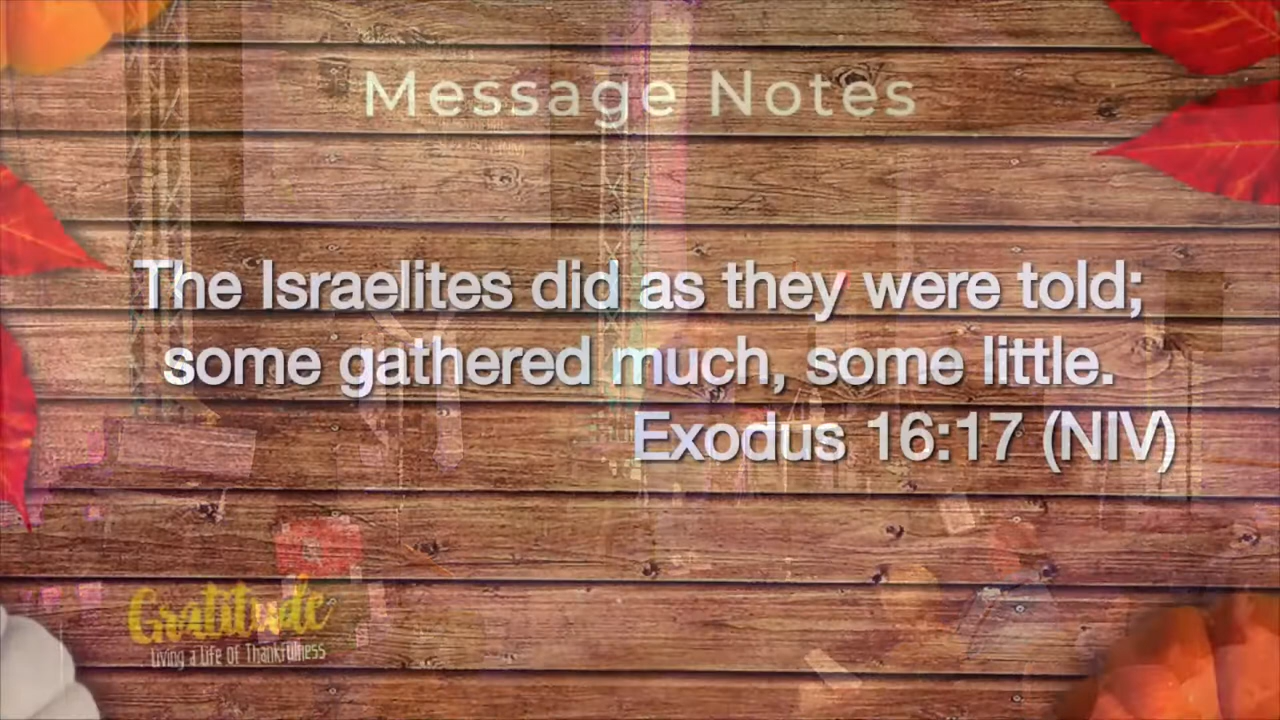 Message Notes
The Israelites did as they were told;
some gathered much, some little.
Exodus 16:17 (NIV)
Gratitude
Living a Life of Thankfulness